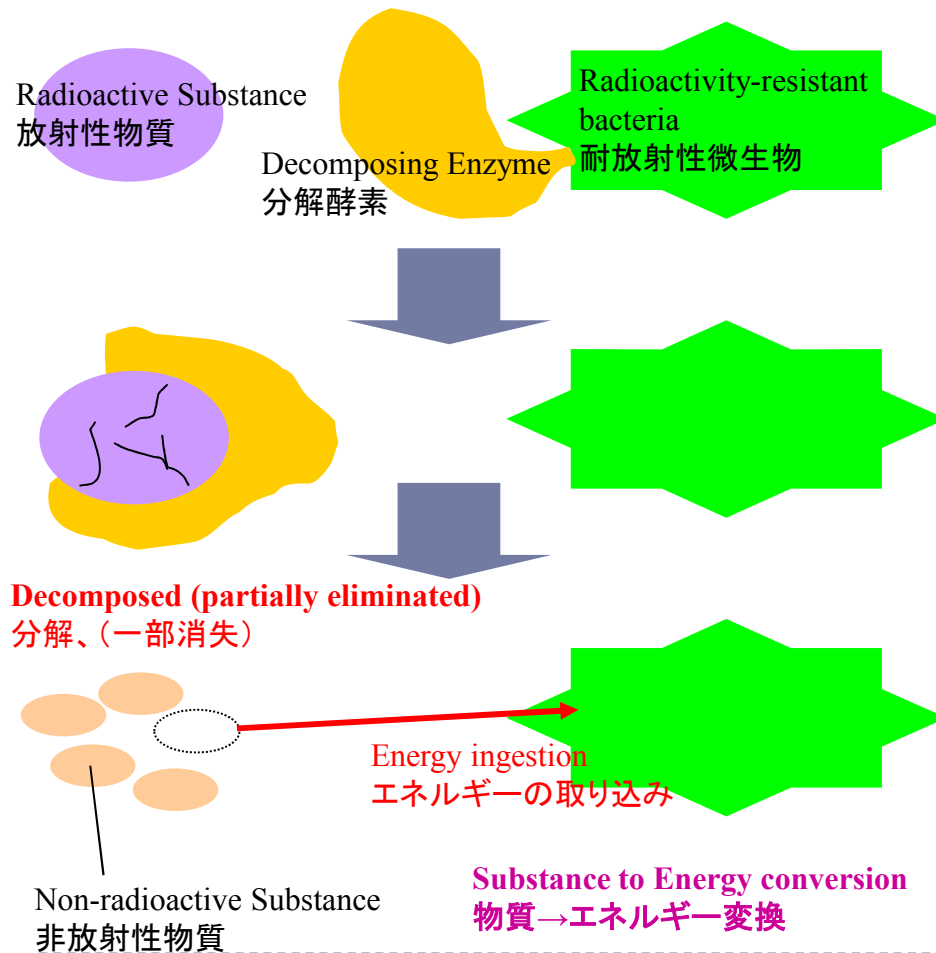 Radioactive Substance
放射性物質
Decomposing Enzyme
分解酵素
Radioactivity-resistant
bacteria
耐放射性微生物
Decomposed (partially eliminated)
分解、（一部消失）
Energy ingestion
エネルギーの取り込み
Non-radioactive Substance
非放射性物質
Substance to Energy conversion
物質→エネルギー変換